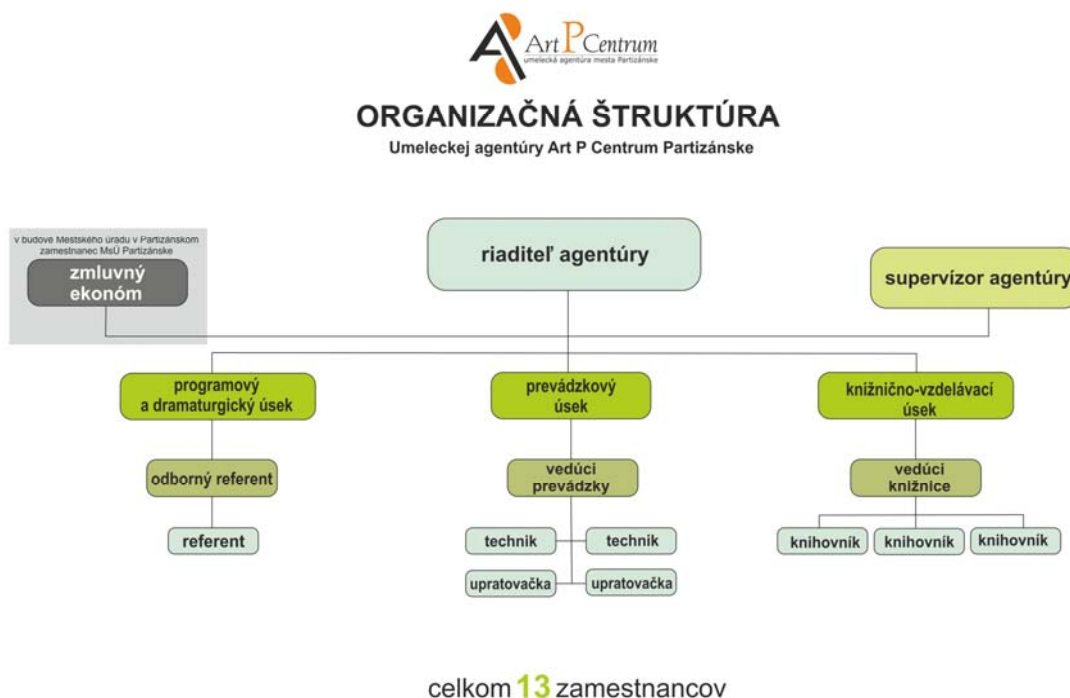 Art P Centrum
umelecká agentúra mesta Partizánske
ORGANIZAČNÁ ŠTRUKTÚRA
Umeleckej agentúry Art P Centrum Partizánske
v budove Mestského úradu v Partizánskom
zamestnanec MsÚ Partizánske
zmluvný
ekonóm
riaditeľ agentúry
supervízor agentúry
programový
a dramaturgický úsek
prevádzkový
úsek
knižnično-vzdelávací
úsek
odborný referent
vedúci
prevádzky
vedúci
knižnice
referent
technik
technik
knihovník
knihovník
knihovník
upratovačka
upratovačka
celkom 13 zamestnancov